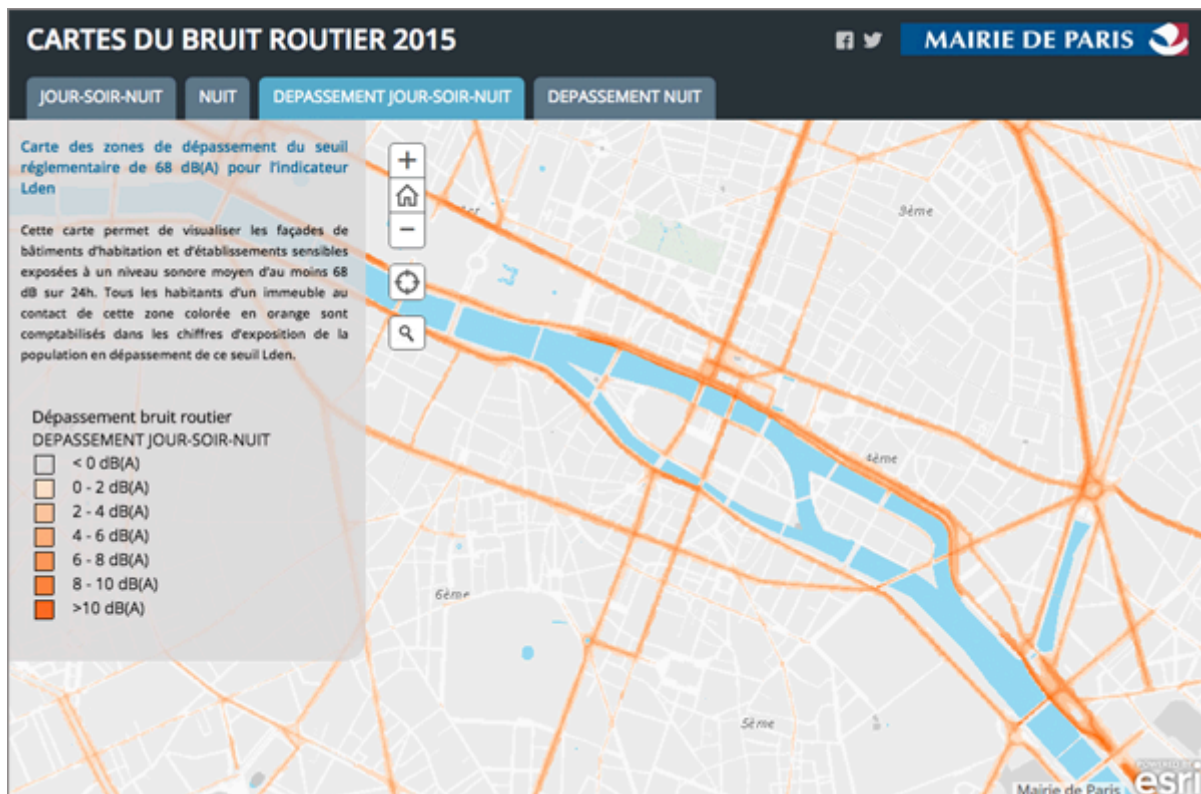 CARTES DU BRUIT ROUTIER 2015
MAIRIE DE PARIS
JOUR-SOIR-NUIT
NUIT
DEPASSEMENT JOUR-SOIR-NUIT
DEPASSEMENT NUIT
Carte des zones de dépassement du seuil
réglementaire de 68 dB(A) pour l'indicateur
Lden
Cette carte permet de visualiser les façades de
bâtiments d'habitation et d'établissements sensibles
exposées à un niveau sonore moyen d'au moins 68
dB sur 24h. Tous les habitants d'un immeuble au
contact de cette zone colorée en orange sont
comptabilisés dans les chiffres d'exposition de la
population en dépassement de ce seuil Lden.
Dépassement bruit routier
DEPASSEMENT JOUR-SOIR-NUIT
< 0 dB(A)
0 - 2 dB(A)
2 - 4 dB(A)
4 - 6 dB(A)
6 - 8 dB(A)
8 - 10 dB(A)
>10 dB(A)
3ème
4ème
6ème
5ème
POWERED BY
esri
Mairie de Paris